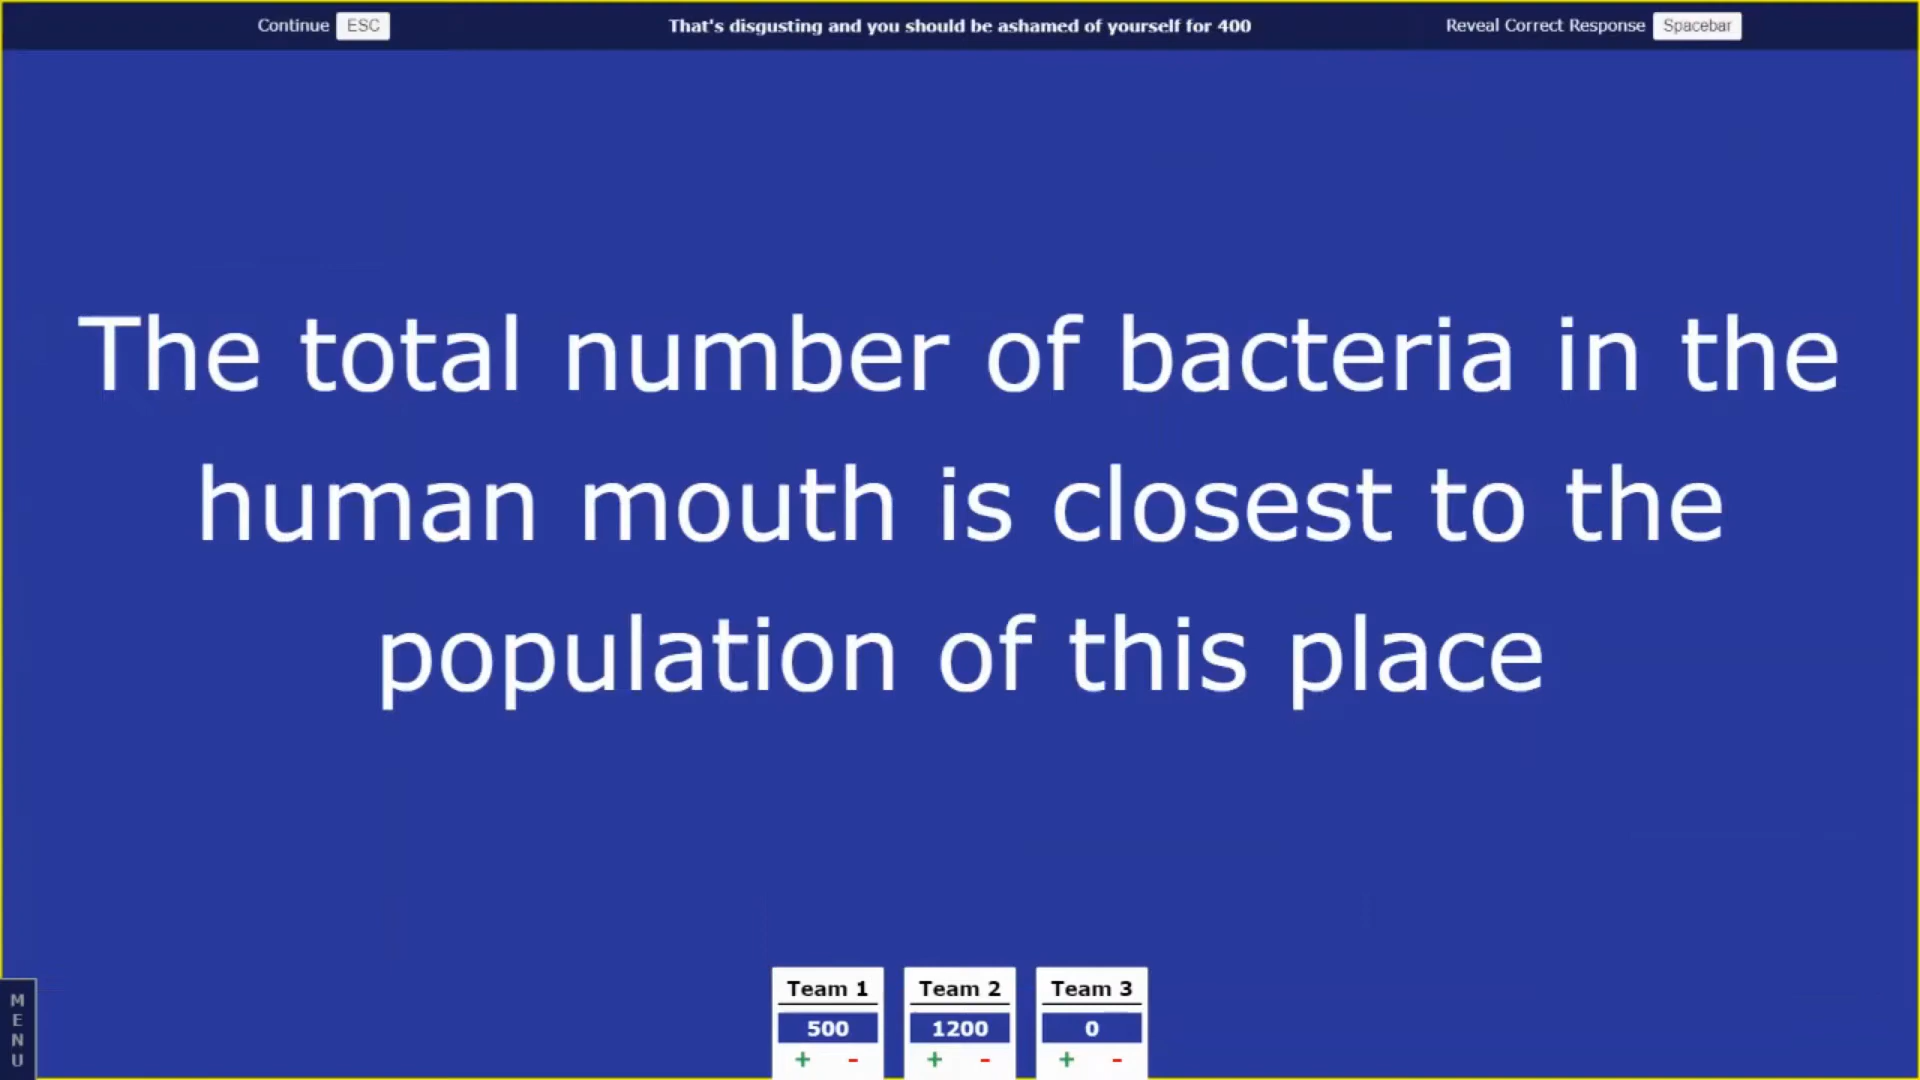 Continue ESC
That's disgusting and you should be ashamed of yourself for 400
Reveal Correct Response Spacebar
The total number of bacteria in the
human mouth is closest to the
population of this place
MENU
Team 1 Team 2 Team 3
500 1200 0
+ - + - + -